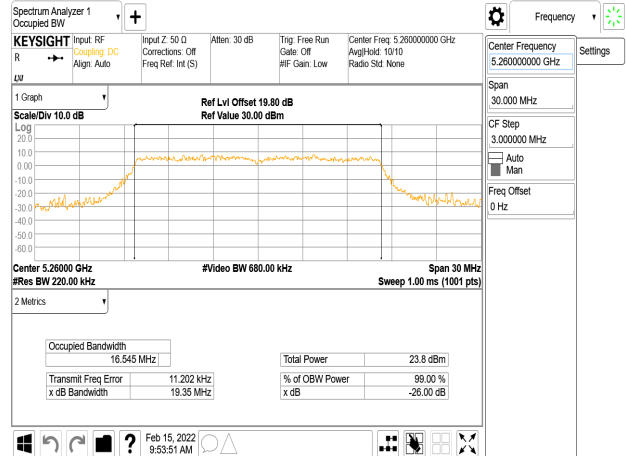 Spectrum Analyzer 1
Occupied BW
Frequency
KEYSIGHT
R
Input: RF
Coupling: DC
Align: Auto
Input Z: 50 Ω
Corrections: Off
Freq Ref: Int (S)
Atten: 30 dB
Trig: Free Run
Gate: Off
#IF Gain: Low
Center Freq: 5.260000000 GHz
Avg|Hold: 10/10
Radio Std: None
Center Frequency
5.260000000 GHz
Settings
Span
30.000 MHz
CF Step
3.000000 MHz
Auto
Man
Freq Offset
0 Hz
1 Graph
Scale/Div 10.0 dB
Ref Lvl Offset 19.80 dB
Ref Value 30.00 dBm
Log
20.0
10.0
0.00
-10.0
-20.0
-30.0
-40.0
-50.0
-60.0
Center 5.26000 GHz
#Video BW 680.00 kHz
Span 30 MHz
#Res BW 220.00 kHz
Sweep 1.00 ms (1001 pts)
2 Metrics
Occupied Bandwidth
16.545 MHz
Total Power 23.8 dBm
Transmit Freq Error 11.202 kHz
% of OBW Power 99.00 %
x dB Bandwidth 19.35 MHz
x dB -26.00 dB
?
Feb 15, 2022
9:53:51 AM